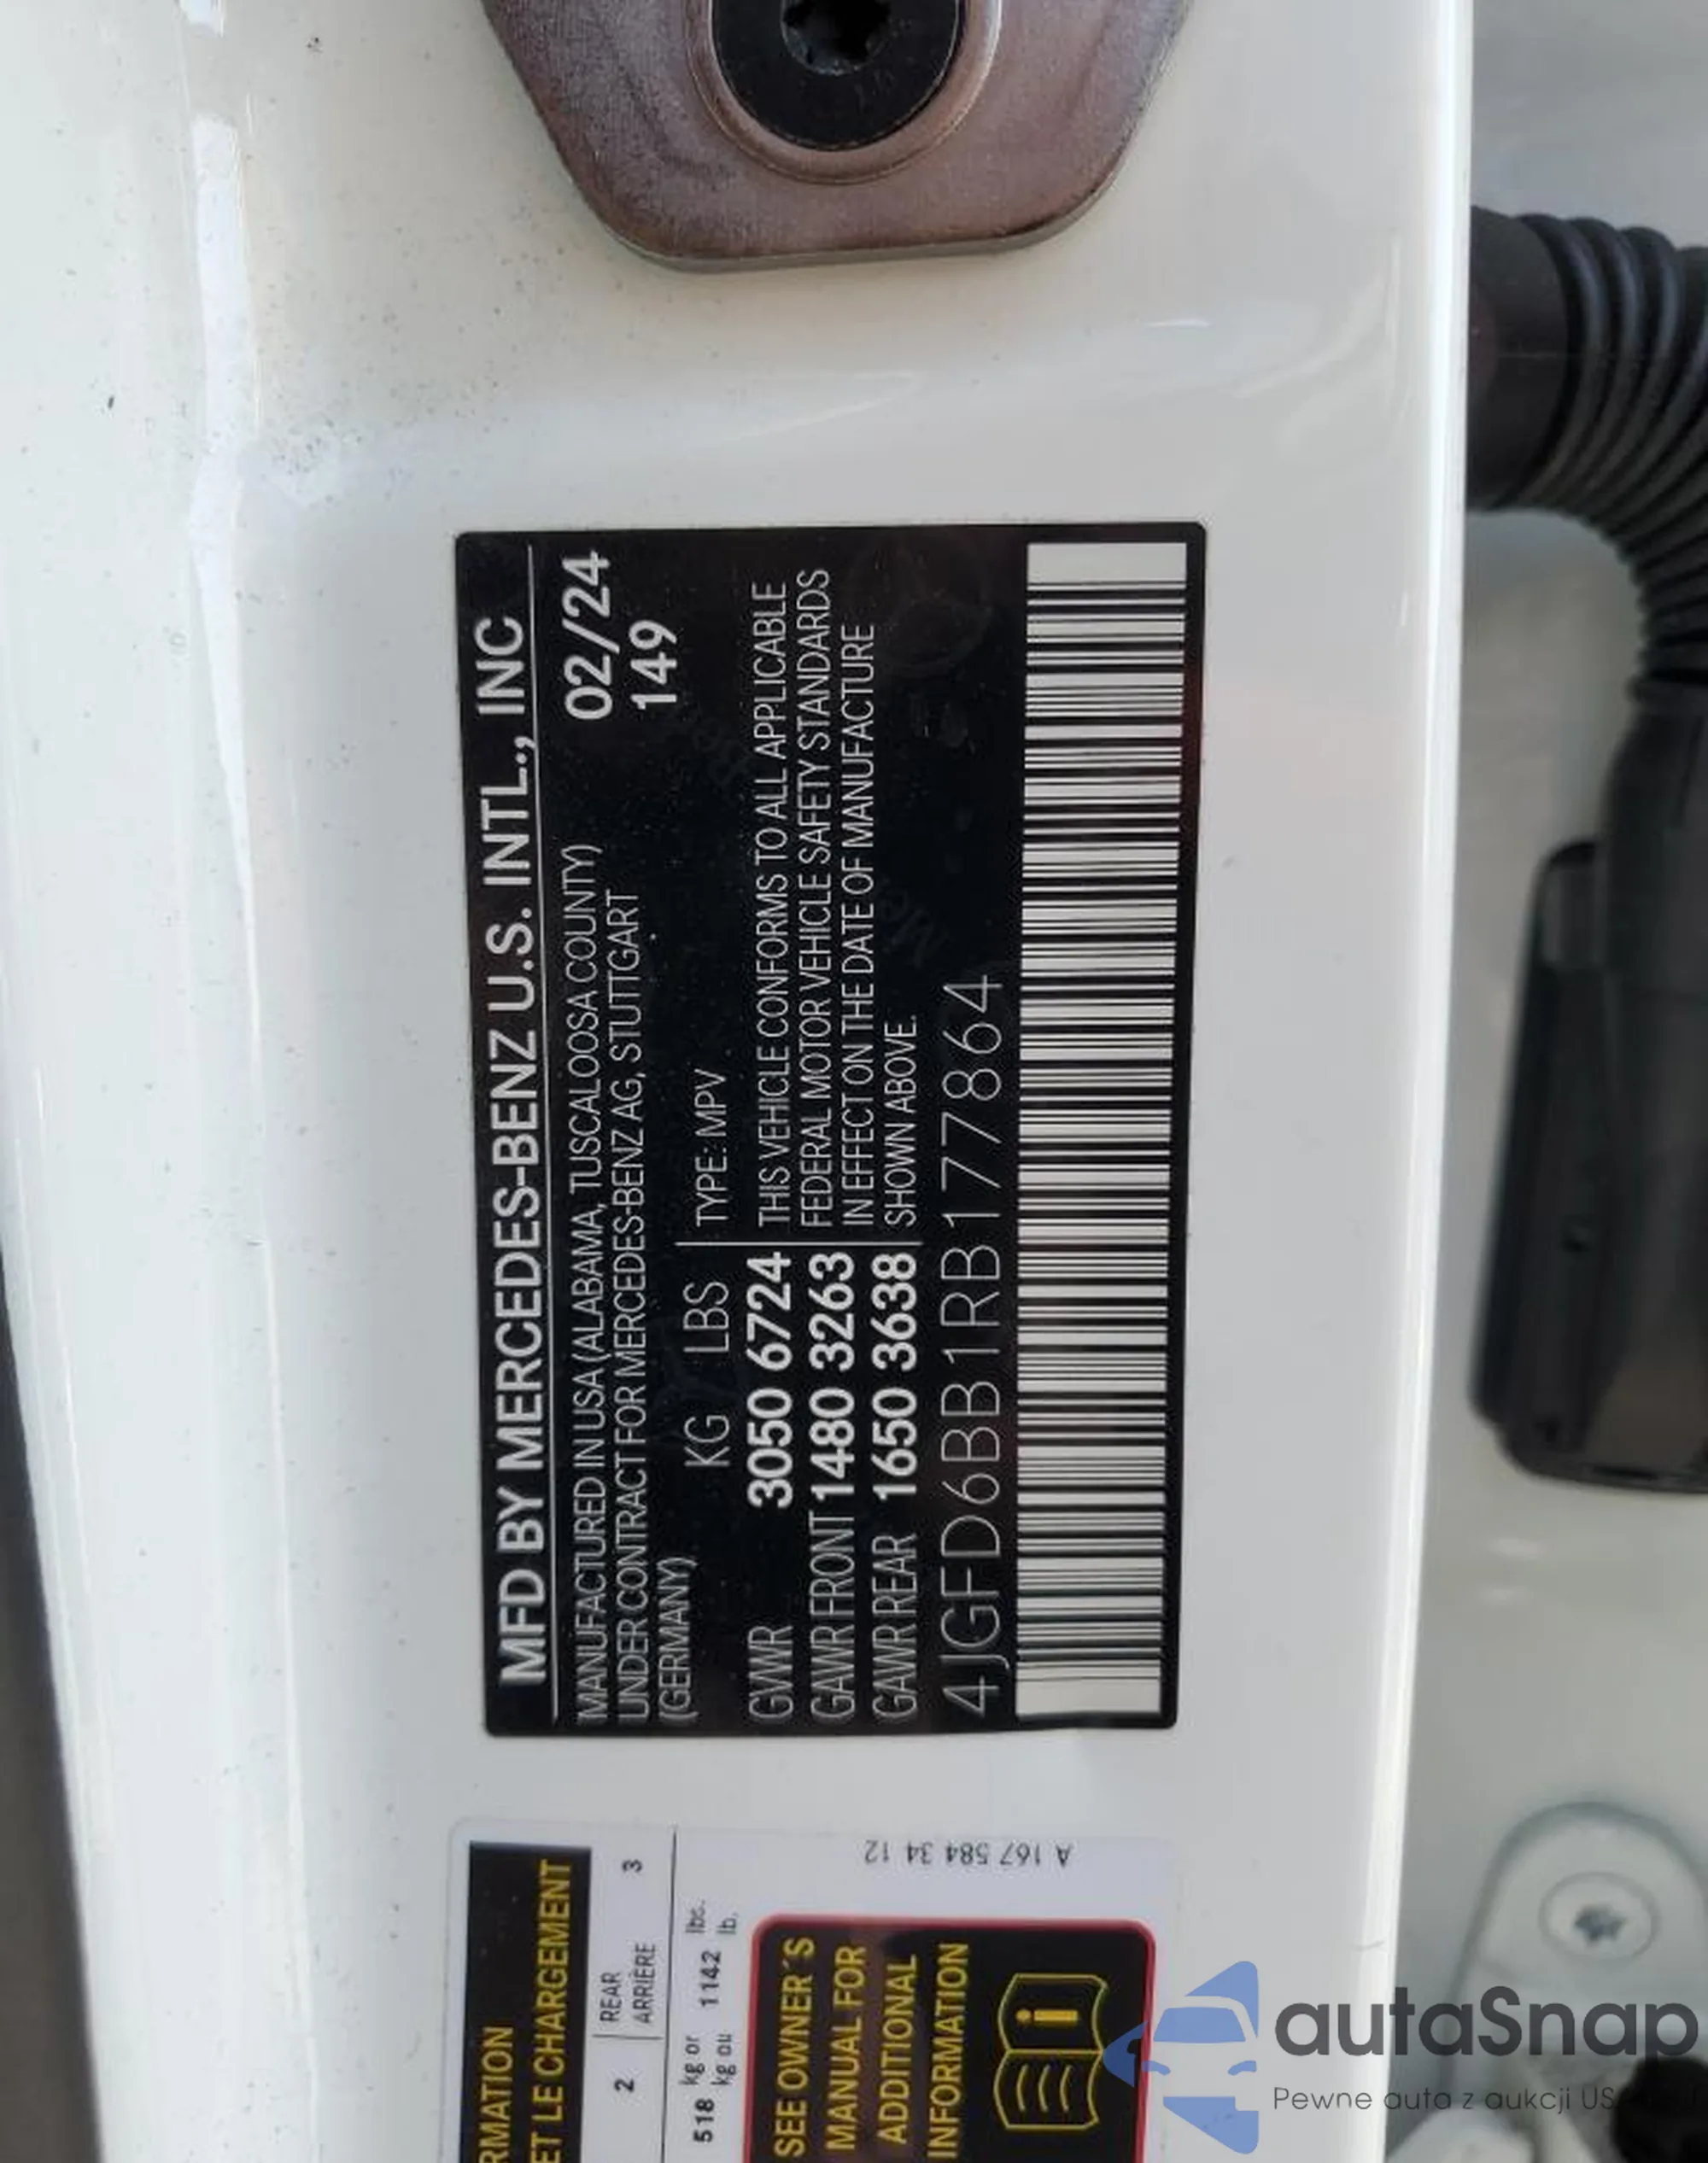 MFD BY MERCEDES-BENZ U.S. INTL., INC
MANUFACTURED IN USA (ALABAMA, TUSCALOOSA COUNTY) 02/24
UNDER CONTRACT FOR MERCEDES-BENZ AG, STUTTGART 149
(GERMANY)
KG LBS TYPE: MPV
GVWR 3050 6724 THIS VEHICLE CONFORMS TO ALL APPLICABLE
GAWR FRONT 1480 3263 FEDERAL MOTOR VEHICLE SAFETY STANDARDS
GAWR REAR 1650 3638 IN EFFECT ON THE DATE OF MANUFACTURE
SHOWN ABOVE.
4JGFD6BB1RB177864
RMATION
ET LE CHARGEMENT
2 REAR 3
ARRIÈRE
518 kg or 1142 lbs.
kg ou lb.
SEE OWNER'S
MANUAL FOR
ADDITIONAL
INFORMATION
A 167 584 34 12
autaSnap
Pewne auta z aukcji US